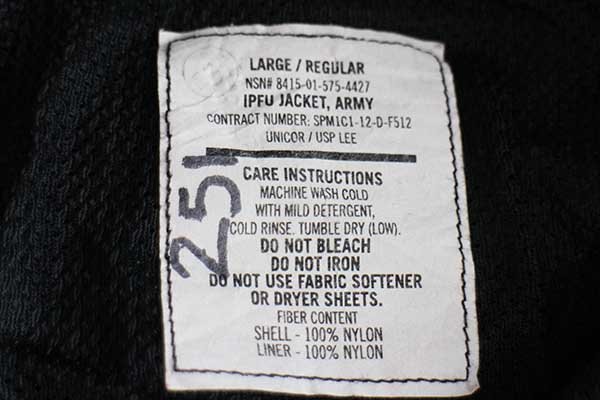 LARGE / REGULAR
NSN# 8415-01-575-4427
IPFU JACKET, ARMY
CONTRACT NUMBER: SPM1C1-12-D-F512
UNICOR / USP LEE
CARE INSTRUCTIONS
MACHINE WASH COLD
WITH MILD DETERGENT,
COLD RINSE. TUMBLE DRY (LOW).
DO NOT BLEACH
DO NOT IRON
DO NOT USE FABRIC SOFTENER
OR DRYER SHEETS.
FIBER CONTENT
SHELL - 100% NYLON
LINER - 100% NYLON
251